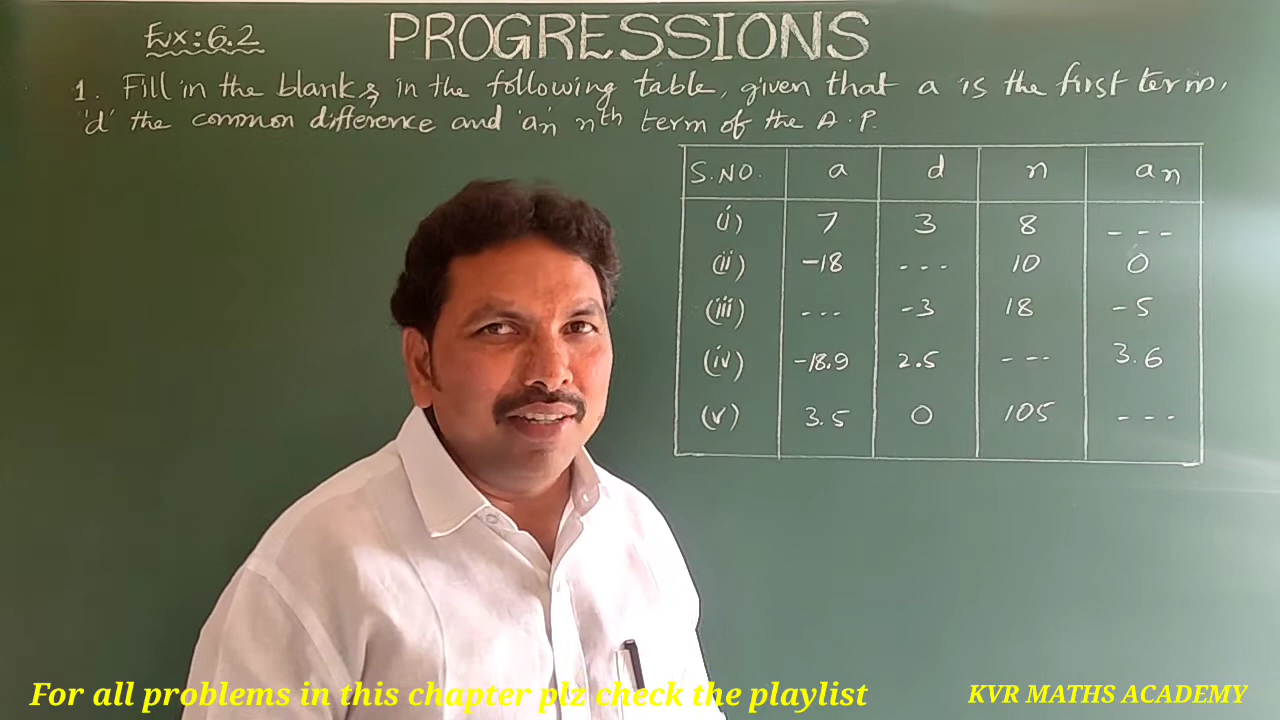 Ex: 6.2
PROGRESSIONS
1. Fill in the blanks in the following table, given that a is the first term,
'd' the common difference and 'an' nth term of the A.P.
S.NO. a d n an
(i) 7 3 8 ---
(ii) -18 --- 10 0
(iii) --- -3 18 -5
(iv) -18.9 2.5 --- 3.6
(v) 3.5 0 105 ---
For all problems in this chapter plz check the playlist
KVR MATHS ACADEMY